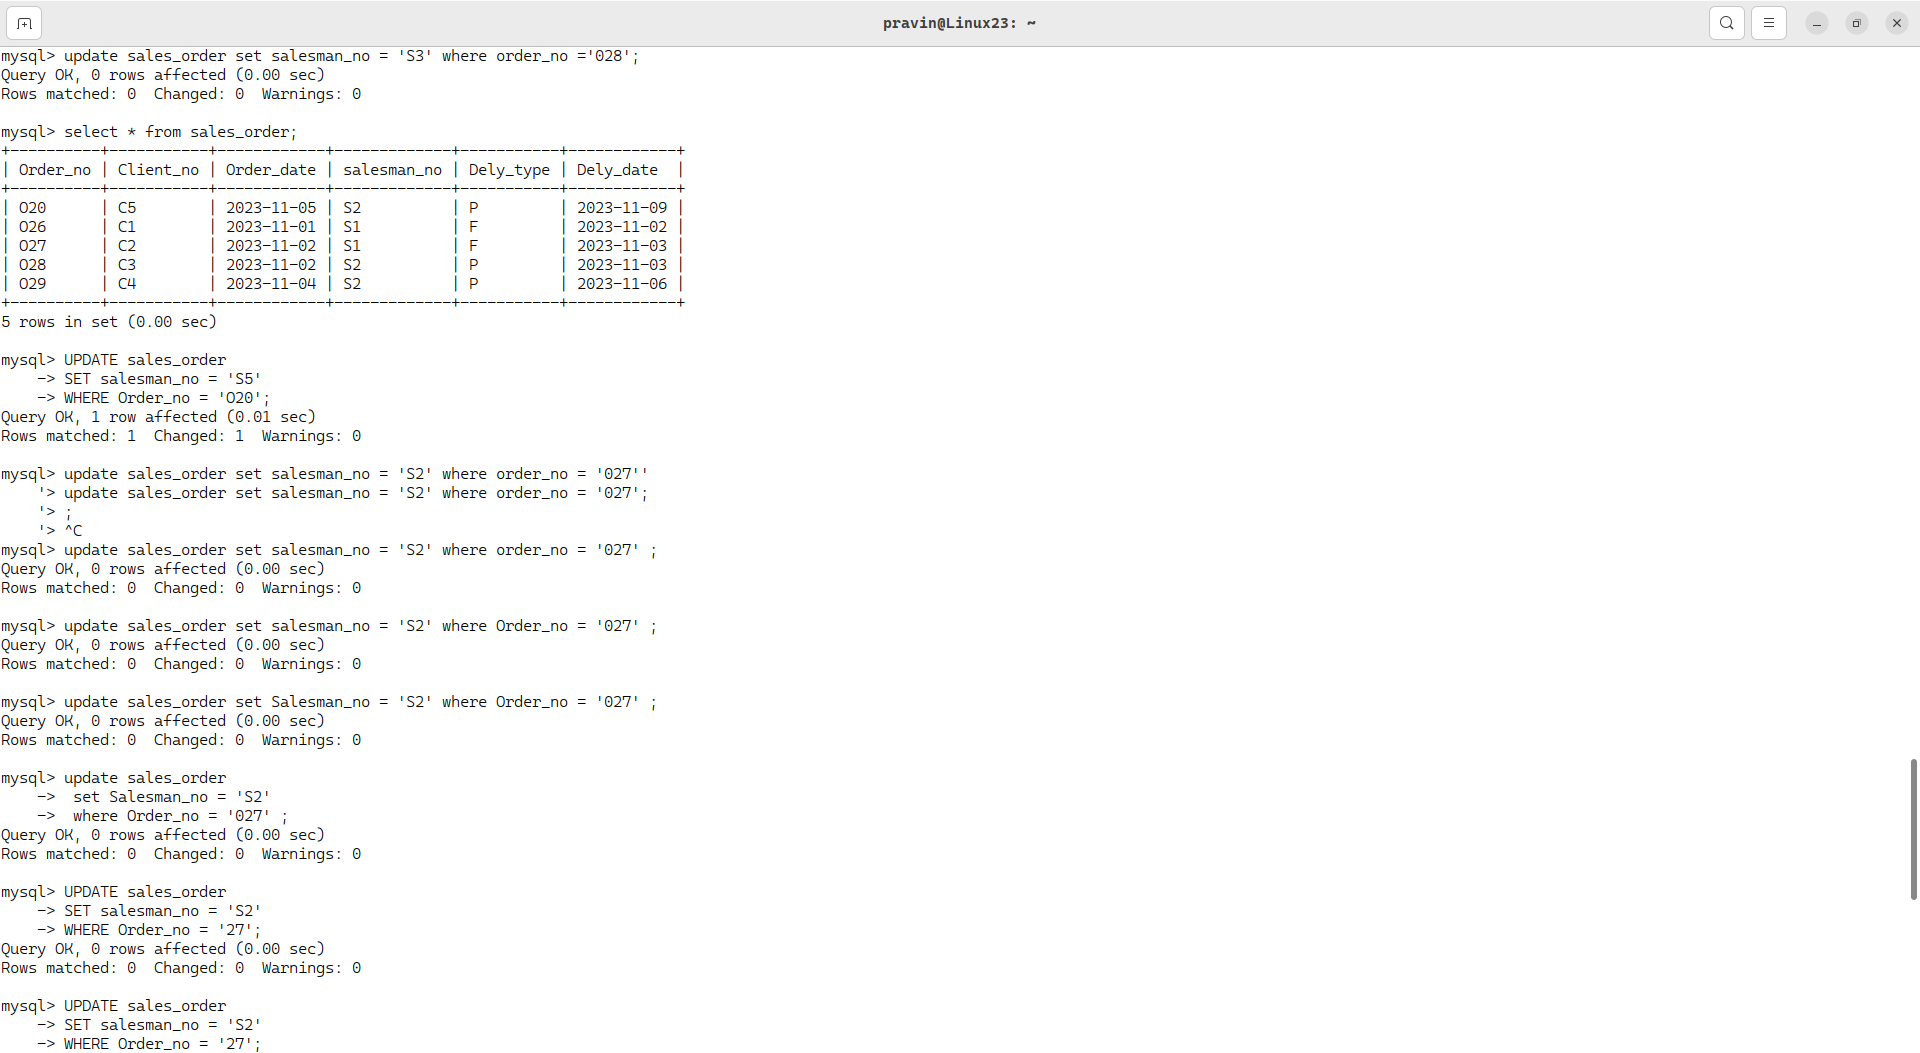 pravin@Linux23: ~
mysql> update sales_order set salesman_no = 'S3' where order_no ='028';
Query OK, 0 rows affected (0.00 sec)
Rows matched: 0  Changed: 0  Warnings: 0

mysql> select * from sales_order;
+----------+-----------+------------+-------------+-----------+------------+
| Order_no | Client_no | Order_date | salesman_no | Dely_type | Dely_date  |
+----------+-----------+------------+-------------+-----------+------------+
| O20      | C5        | 2023-11-05 | S2          | P         | 2023-11-09 |
| O26      | C1        | 2023-11-01 | S1          | F         | 2023-11-02 |
| O27      | C2        | 2023-11-02 | S1          | F         | 2023-11-03 |
| O28      | C3        | 2023-11-02 | S2          | P         | 2023-11-03 |
| O29      | C4        | 2023-11-04 | S2          | P         | 2023-11-06 |
+----------+-----------+------------+-------------+-----------+------------+
5 rows in set (0.00 sec)

mysql> UPDATE sales_order
    -> SET salesman_no = 'S5'
    -> WHERE Order_no = 'O20';
Query OK, 1 row affected (0.01 sec)
Rows matched: 1  Changed: 1  Warnings: 0

mysql> update sales_order set salesman_no = 'S2' where order_no = '027''
    '> update sales_order set salesman_no = 'S2' where order_no = '027';
    '> ;
    '> ^C
mysql> update sales_order set salesman_no = 'S2' where order_no = '027' ;
Query OK, 0 rows affected (0.00 sec)
Rows matched: 0  Changed: 0  Warnings: 0

mysql> update sales_order set salesman_no = 'S2' where Order_no = '027' ;
Query OK, 0 rows affected (0.00 sec)
Rows matched: 0  Changed: 0  Warnings: 0

mysql> update sales_order set Salesman_no = 'S2' where Order_no = '027' ;
Query OK, 0 rows affected (0.00 sec)
Rows matched: 0  Changed: 0  Warnings: 0

mysql> update sales_order
    ->  set Salesman_no = 'S2'
    ->  where Order_no = '027' ;
Query OK, 0 rows affected (0.00 sec)
Rows matched: 0  Changed: 0  Warnings: 0

mysql> UPDATE sales_order
    -> SET salesman_no = 'S2'
    -> WHERE Order_no = '27';
Query OK, 0 rows affected (0.00 sec)
Rows matched: 0  Changed: 0  Warnings: 0

mysql> UPDATE sales_order
    -> SET salesman_no = 'S2'
    -> WHERE Order_no = '27';